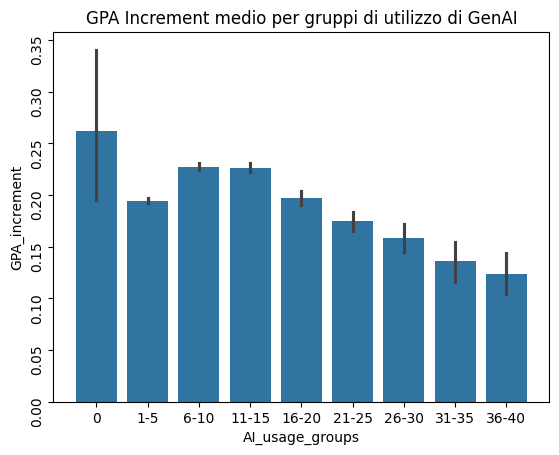 GPA Increment medio per gruppi di utilizzo di GenAI
0.35
0.30
0.25
0.20
0.15
0.10
0.05
0.00
GPA_increment
0 1-5 6-10 11-15 16-20 21-25 26-30 31-35 36-40
AI_usage_groups